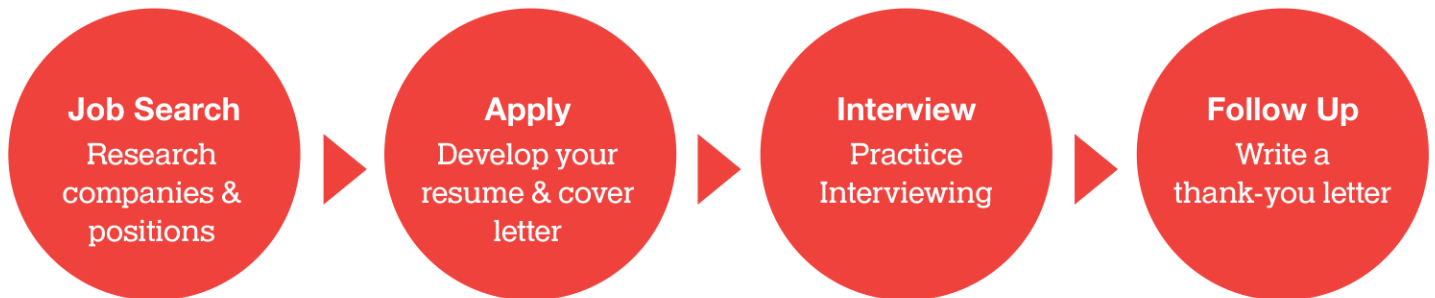 Job Search
Research
companies &
positions
Apply
Develop your
resume & cover
letter
Interview
Practice
Interviewing
Follow Up
Write a
thank-you letter